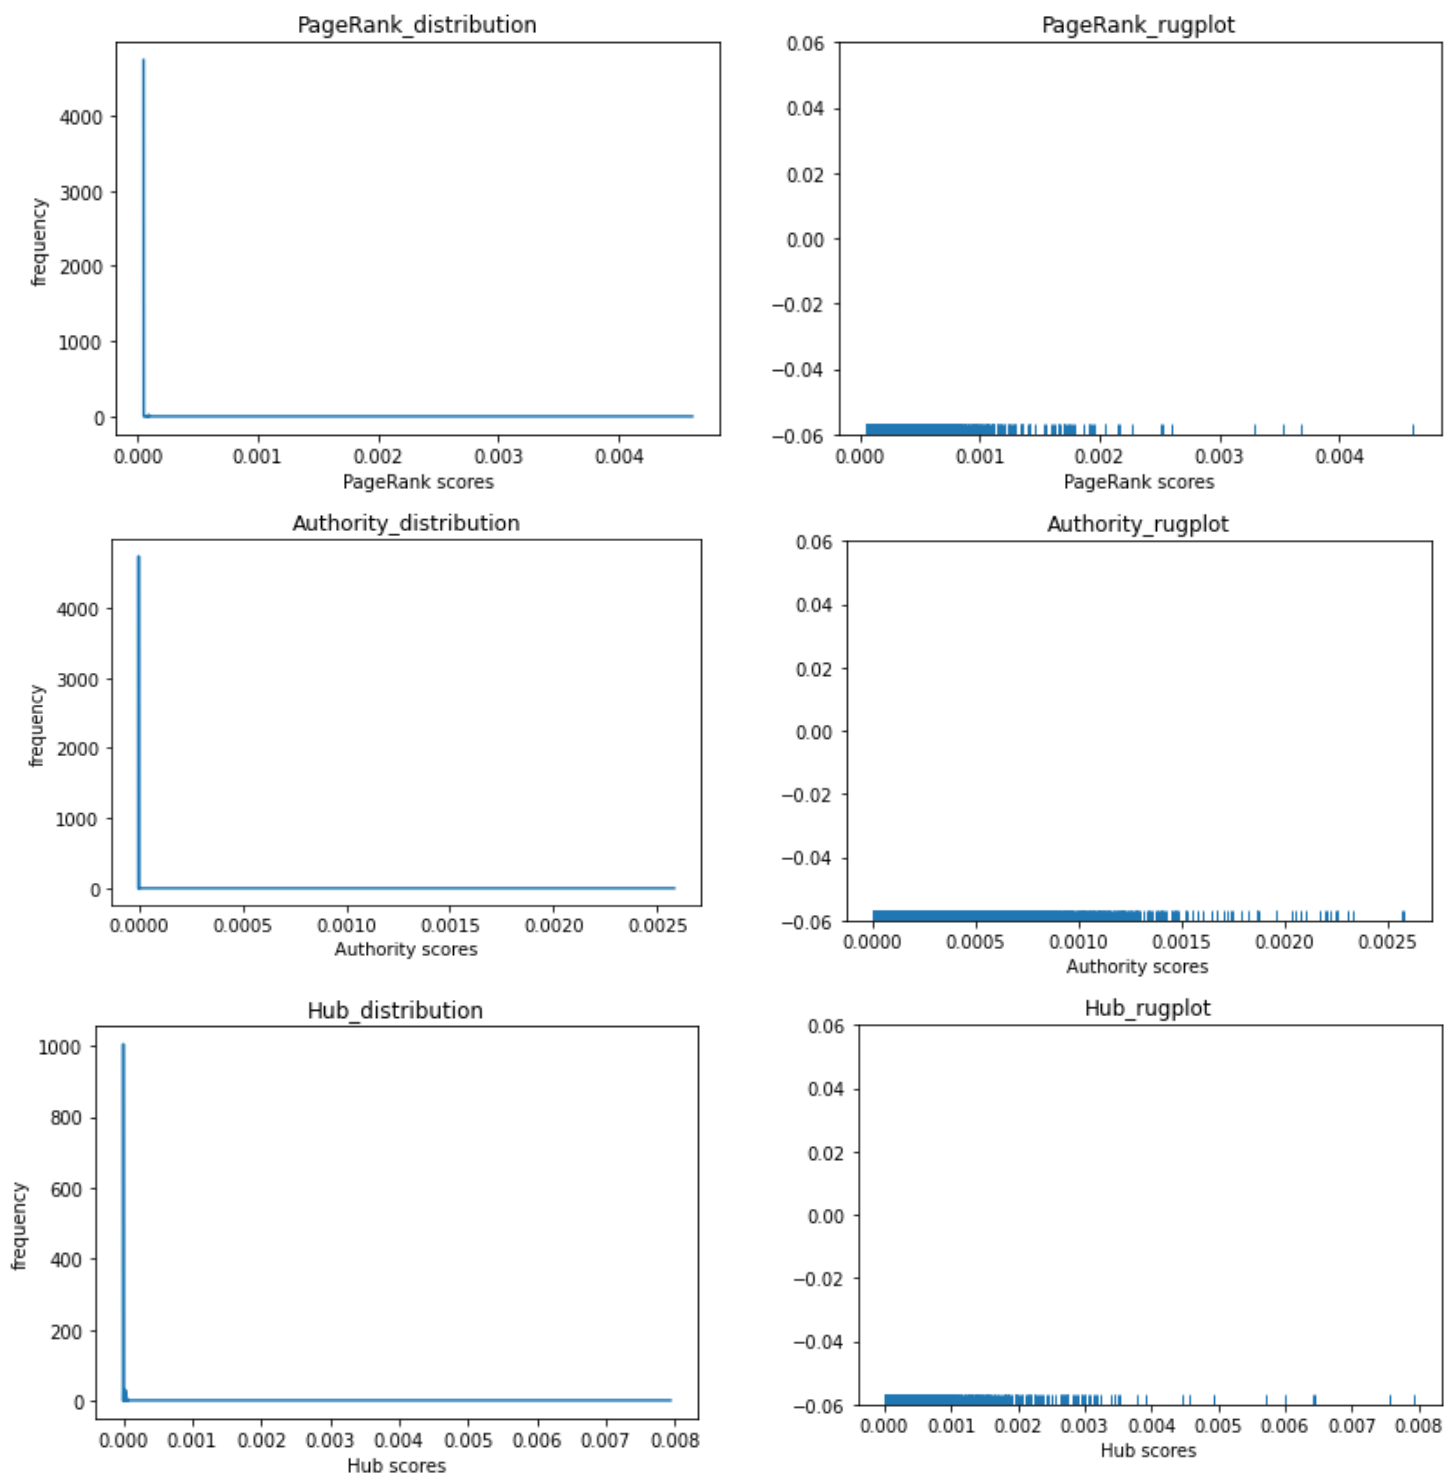 PageRank_distribution
4000
3000
2000
1000
0
frequency
0.000 0.001 0.002 0.003 0.004
PageRank scores
PageRank_rugplot
0.06
0.04
0.02
0.00
−0.02
−0.04
−0.06
0.000 0.001 0.002 0.003 0.004
PageRank scores
Authority_distribution
4000
3000
2000
1000
0
frequency
0.0000 0.0005 0.0010 0.0015 0.0020 0.0025
Authority scores
Authority_rugplot
0.06
0.04
0.02
0.00
−0.02
−0.04
−0.06
0.0000 0.0005 0.0010 0.0015 0.0020 0.0025
Authority scores
Hub_distribution
1000
800
600
400
200
0
frequency
0.000 0.001 0.002 0.003 0.004 0.005 0.006 0.007 0.008
Hub scores
Hub_rugplot
0.06
0.04
0.02
0.00
−0.02
−0.04
−0.06
0.000 0.001 0.002 0.003 0.004 0.005 0.006 0.007 0.008
Hub scores